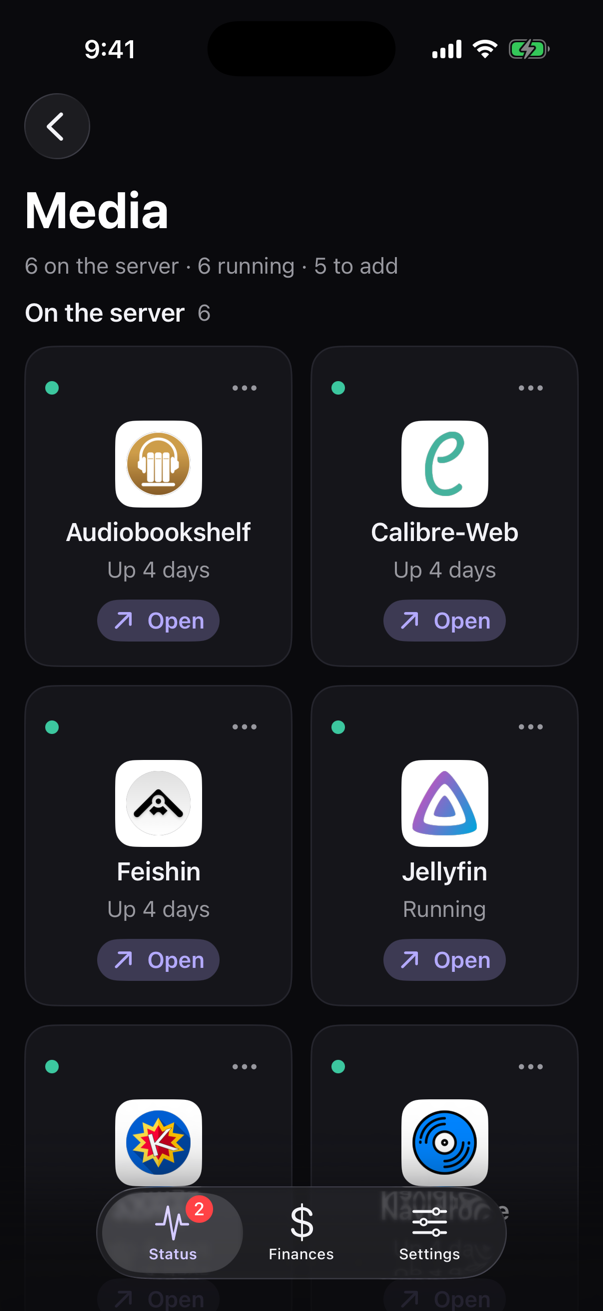 9:41
Media
6 on the server · 6 running · 5 to add
On the server 6
Audiobookshelf
Calibre-Web
Up 4 days
Up 4 days
Open
Open
Feishin
Jellyfin
Up 4 days
Running
Open
Open
2
Status
Finances
Settings
Open
Open